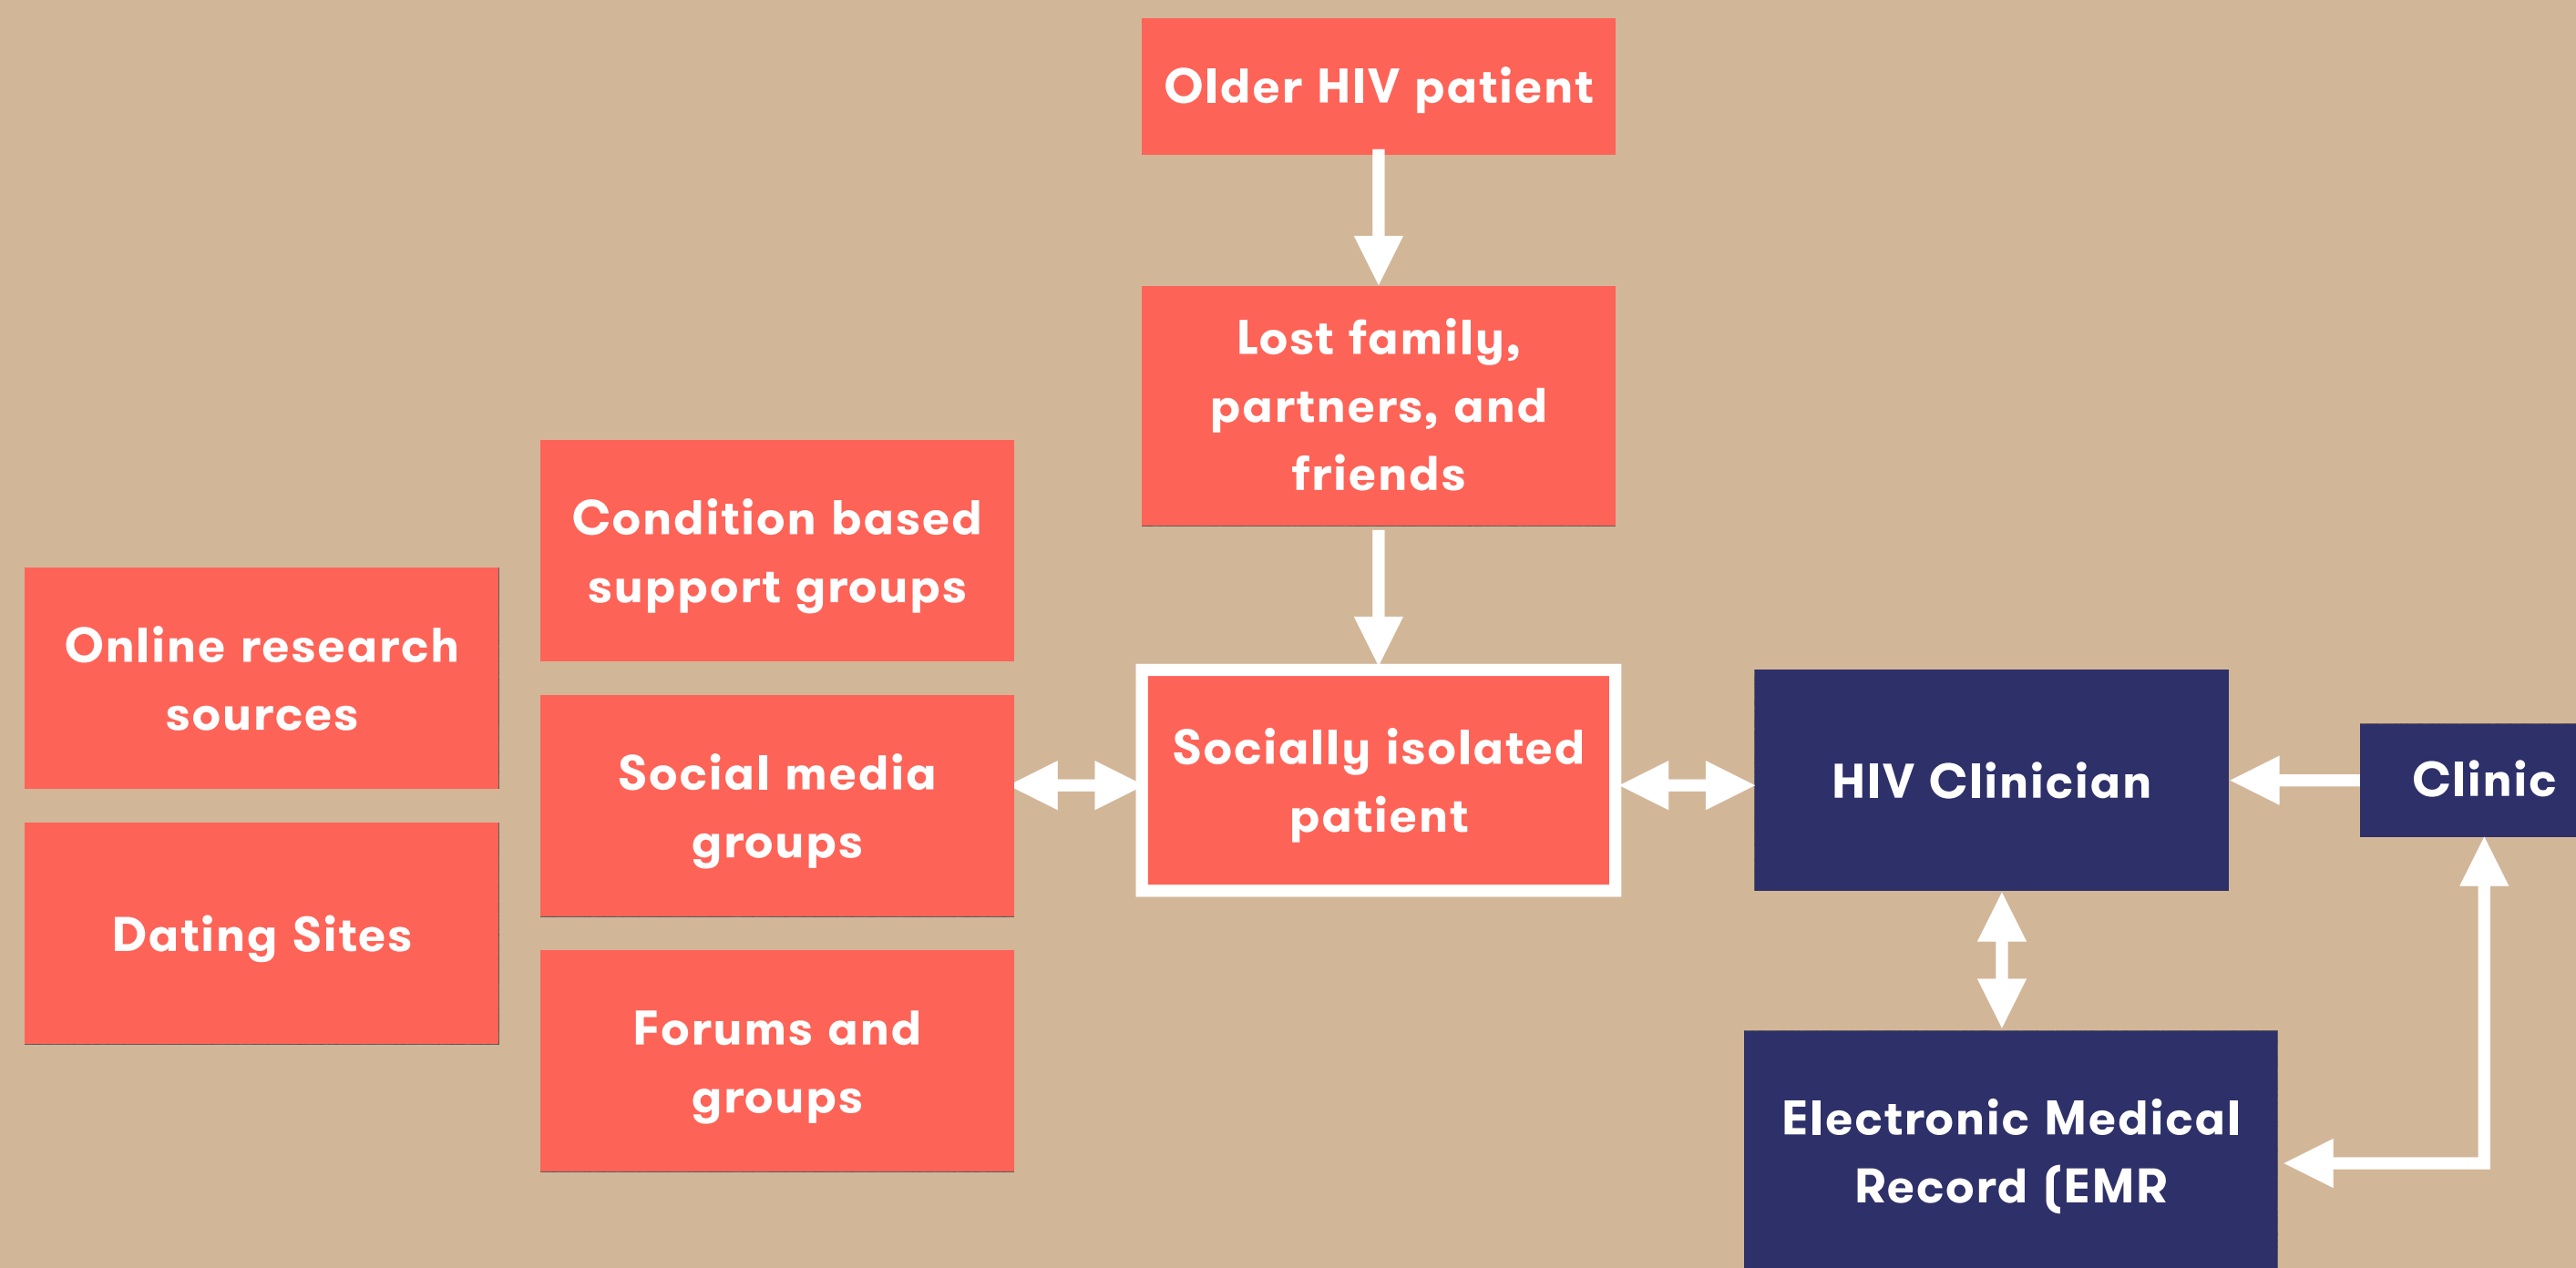 Older HIV patient
Lost family,
partners, and
friends
Condition based
support groups
Online research
sources
Social media
groups
Dating Sites
Forums and
groups
Socially isolated
patient
HIV Clinician
Clinic
Electronic Medical
Record (EMR